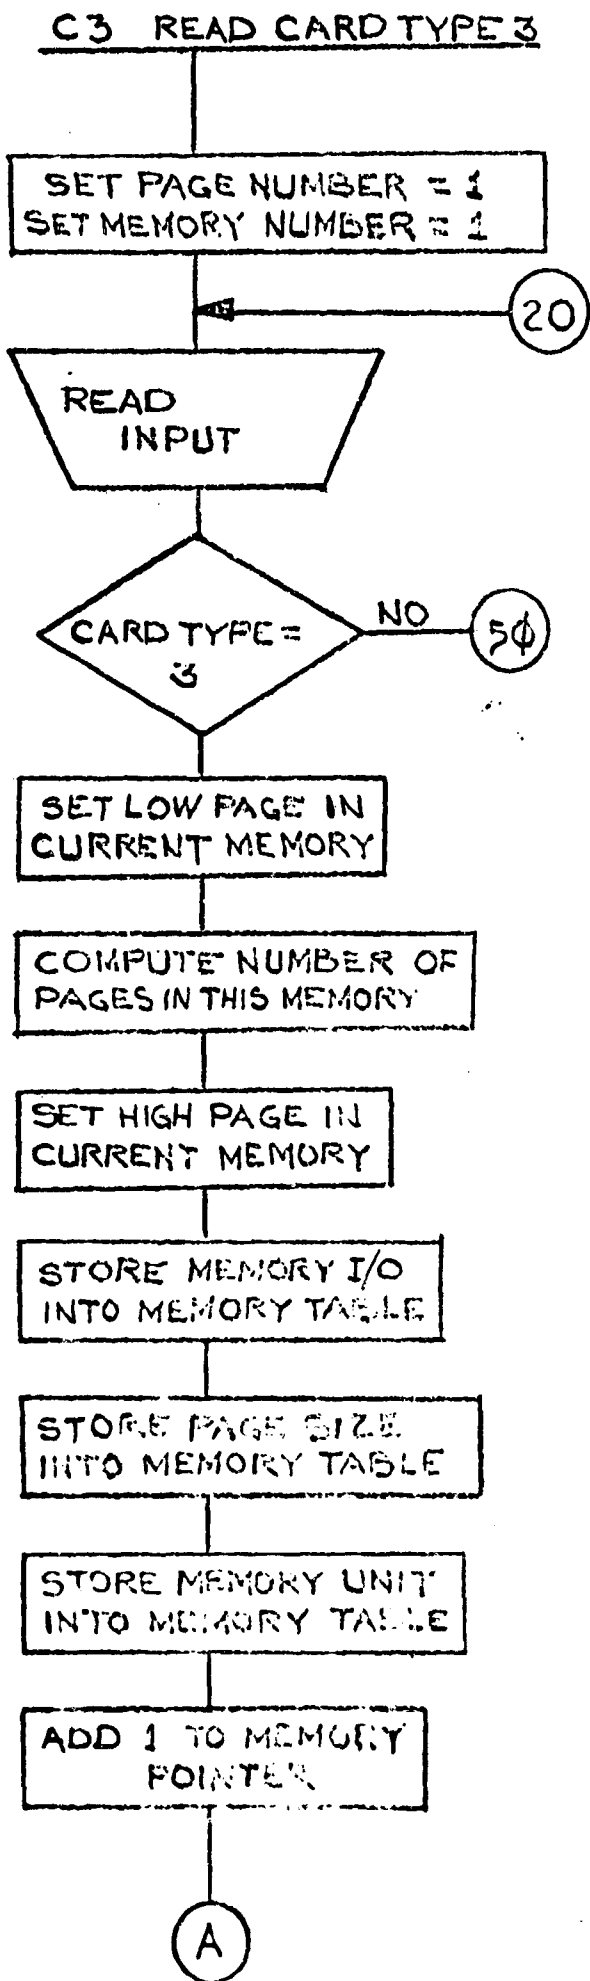 C3 READ CARD TYPE 3
SET PAGE NUMBER = 1
SET MEMORY NUMBER = 1
20
READ
INPUT
CARD TYPE =
3
NO
5φ
SET LOW PAGE IN
CURRENT MEMORY
COMPUTE NUMBER OF
PAGES IN THIS MEMORY
SET HIGH PAGE IN
CURRENT MEMORY
STORE MEMORY I/O
INTO MEMORY TABLE
STORE PAGE SIZE
INTO MEMORY TABLE
STORE MEMORY UNIT
INTO MEMORY TABLE
ADD 1 TO MEMORY
POINTER
A